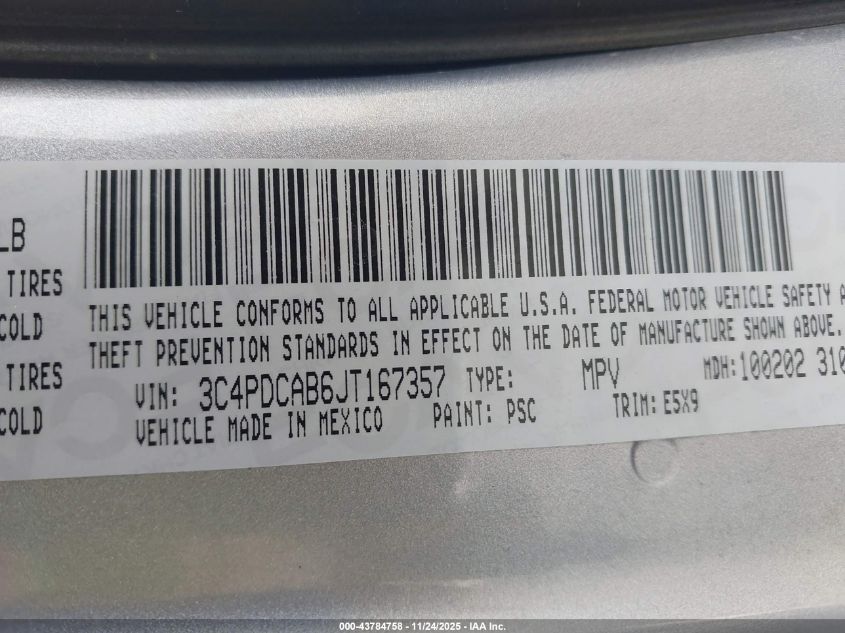 LB
TIRES
COLD
TIRES
COLD
THIS VEHICLE CONFORMS TO ALL APPLICABLE U.S.A. FEDERAL MOTOR VEHICLE SAFETY A
THEFT PREVENTION STANDARDS IN EFFECT ON THE DATE OF MANUFACTURE SHOWN ABOVE.
VIN: 3C4PDCAB6JT167357 TYPE: MPV MDH: 100202 310
VEHICLE MADE IN MEXICO PAINT: PSC TRIM: E5X9
000-43784758 - 11/24/2025 - IAA Inc.